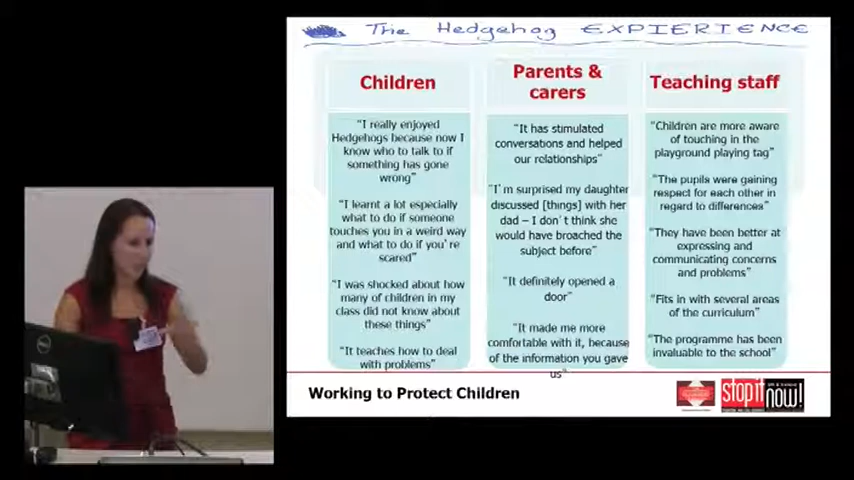 The Hedgehog EXPIERIENCE
Children
"I really enjoyed
Hedgehogs because now I
know who to talk to if
something has gone
wrong"
"I learnt a lot especially
what to do if someone
touches you in a weird way
and what to do if you're
scared"
"I was shocked about how
many of children in my
class did not know about
these things"
"It teaches how to deal
with problems"
Parents &
carers
"It has stimulated
conversations and helped
our relationships"
"I'm surprised my daughter
discussed [things] with her
dad – I don't think she
would have broached the
subject before"
"It definitely opened a
door"
"It made me more
comfortable with it, because
of the information you gave
us"
Teaching staff
"Children are more aware
of touching in the
playground playing tag"
"The pupils were gaining
respect for each other in
regard to differences"
"They have been better at
expressing and
communicating concerns
and problems"
"Fits in with several areas
of the curriculum"
"The programme has been
invaluable to the school"
Working to Protect Children
stop it now!
DELL